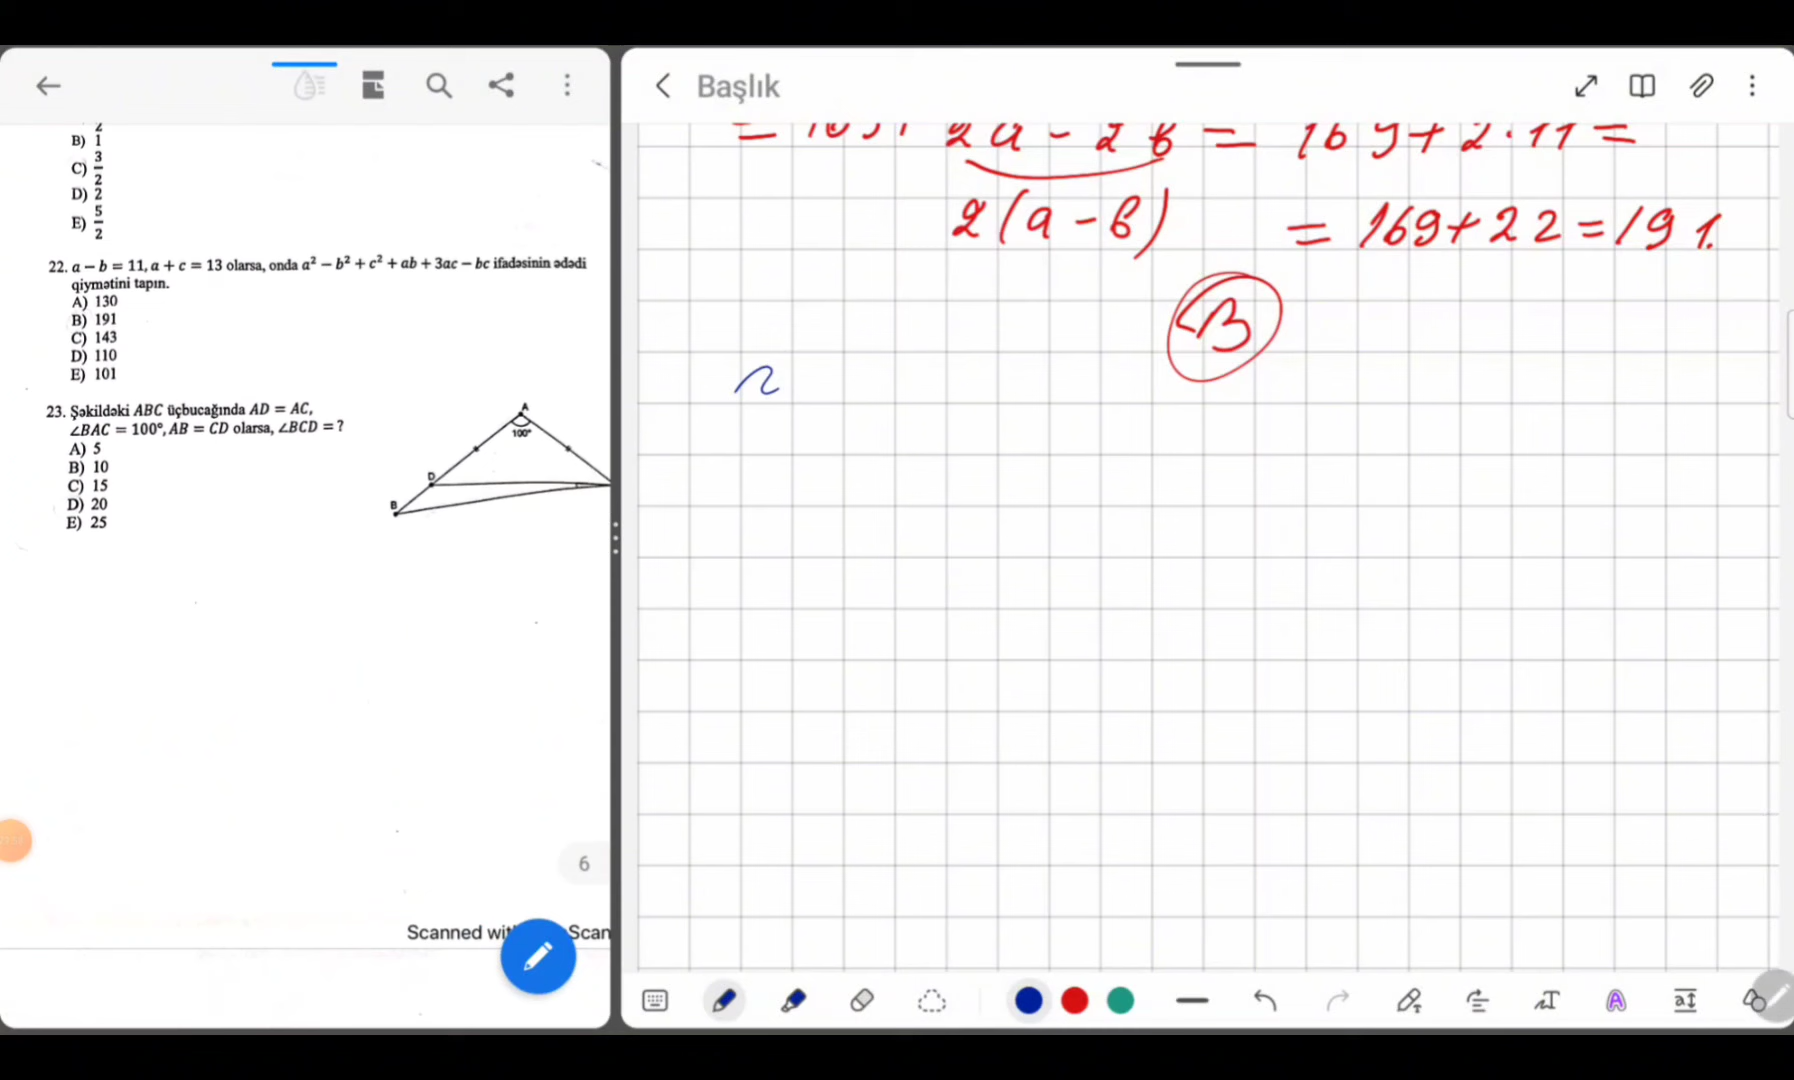 Başlık
2
B) 1
C) 3/2
D) 2
E) 5/2
22. a − b = 11, a + c = 13 olarsa, onda a² − b² + c² + ab + 3ac − bc ifadəsinin ədədi
qiymətini tapın.
A) 130
B) 191
C) 143
D) 110
E) 101
23. Şəkildəki ABC üçbucağında AD = AC,
∠BAC = 100°, AB = CD olarsa, ∠BCD = ?
A) 5
B) 10
C) 15
D) 20
E) 25
A
100°
D
B
6
Scanned wit
Scan
2a − 2b = 169 + 2·11 =
2(a − b) = 169 + 22 = 191.
B